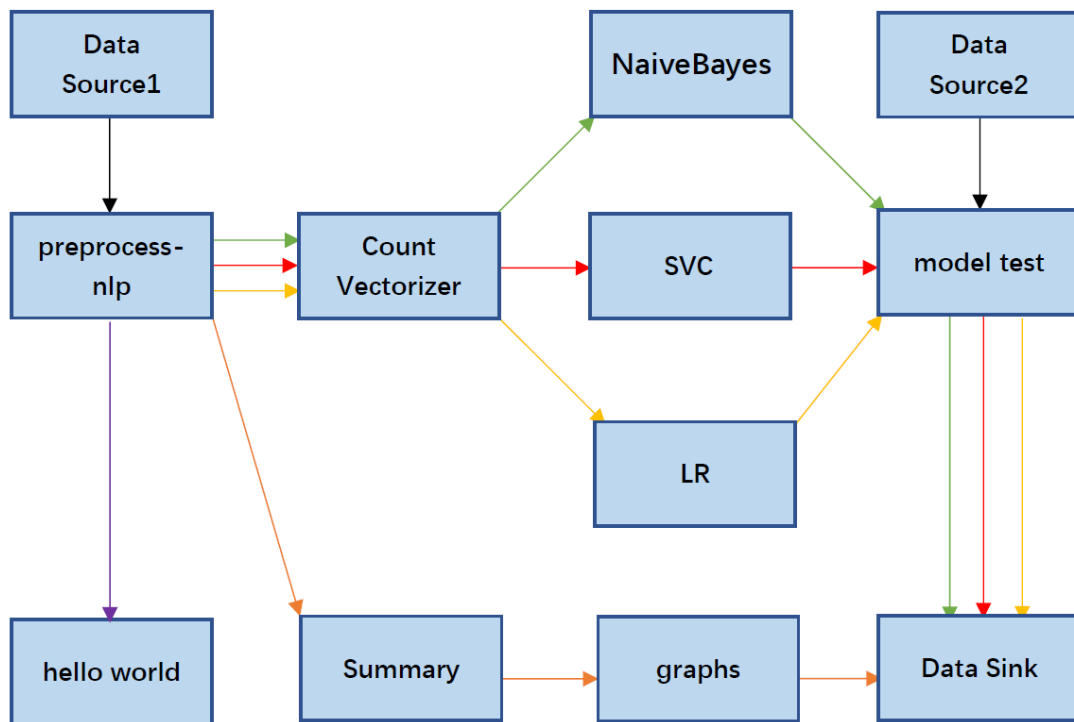 Data
Source1
NaiveBayes
Data
Source2
preprocess-
nlp
Count
Vectorizer
SVC
model test
LR
hello world
Summary
graphs
Data Sink